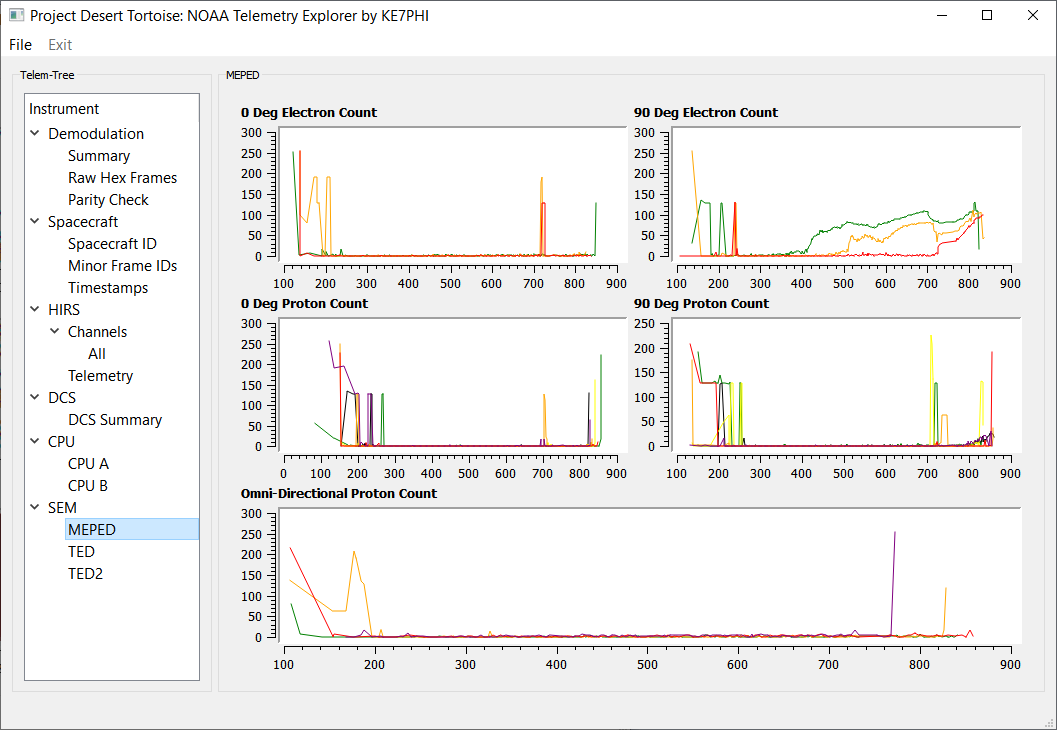 Project Desert Tortoise: NOAA Telemetry Explorer by KE7PHI
File Exit
Telem-Tree
Instrument
Demodulation
Summary
Raw Hex Frames
Parity Check
Spacecraft
Spacecraft ID
Minor Frame IDs
Timestamps
HIRS
Channels
All
Telemetry
DCS
DCS Summary
CPU
CPU A
CPU B
SEM
MEPED
TED
TED2
MEPED
0 Deg Electron Count
300
250
200
150
100
50
0
100 200 300 400 500 600 700 800 900
90 Deg Electron Count
300
250
200
150
100
50
0
100 200 300 400 500 600 700 800 900
0 Deg Proton Count
300
250
200
150
100
50
0
0 100 200 300 400 500 600 700 800 900
90 Deg Proton Count
250
200
150
100
50
0
100 200 300 400 500 600 700 800 900
Omni-Directional Proton Count
300
250
200
150
100
50
0
100 200 300 400 500 600 700 800 900